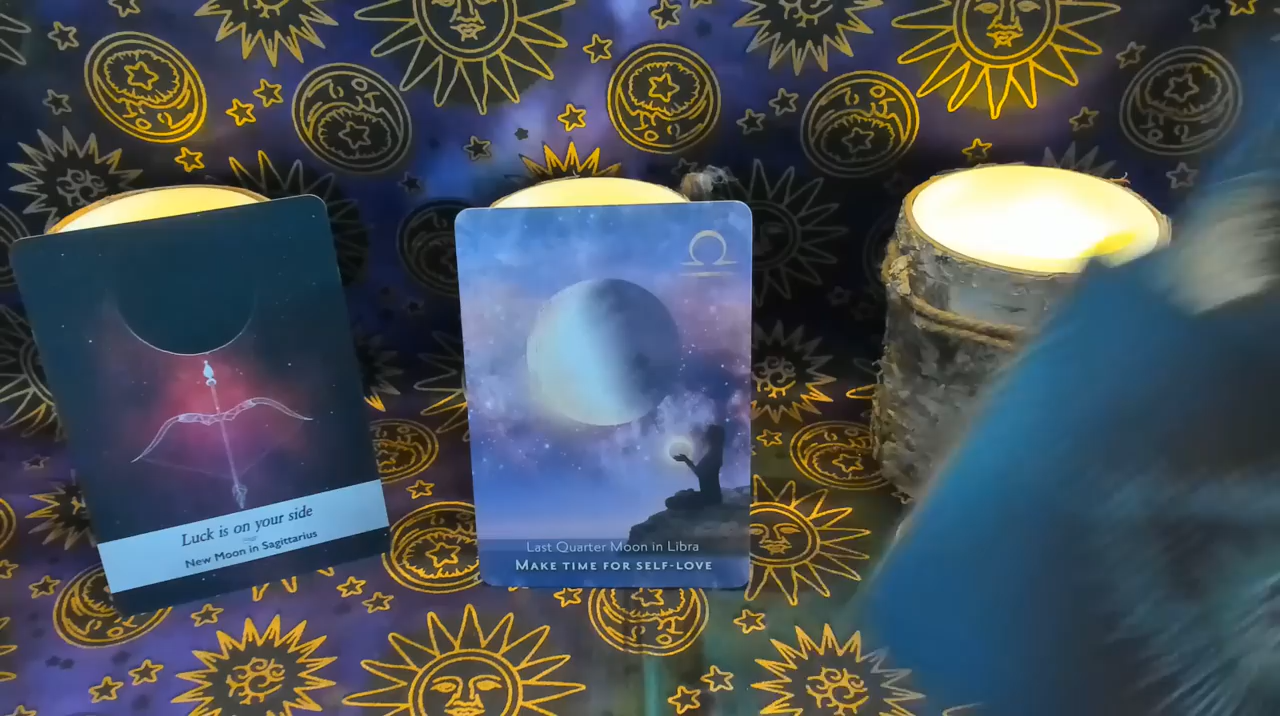 Luck is on your side
New Moon in Sagittarius
Last Quarter Moon in Libra
Make time for self-love